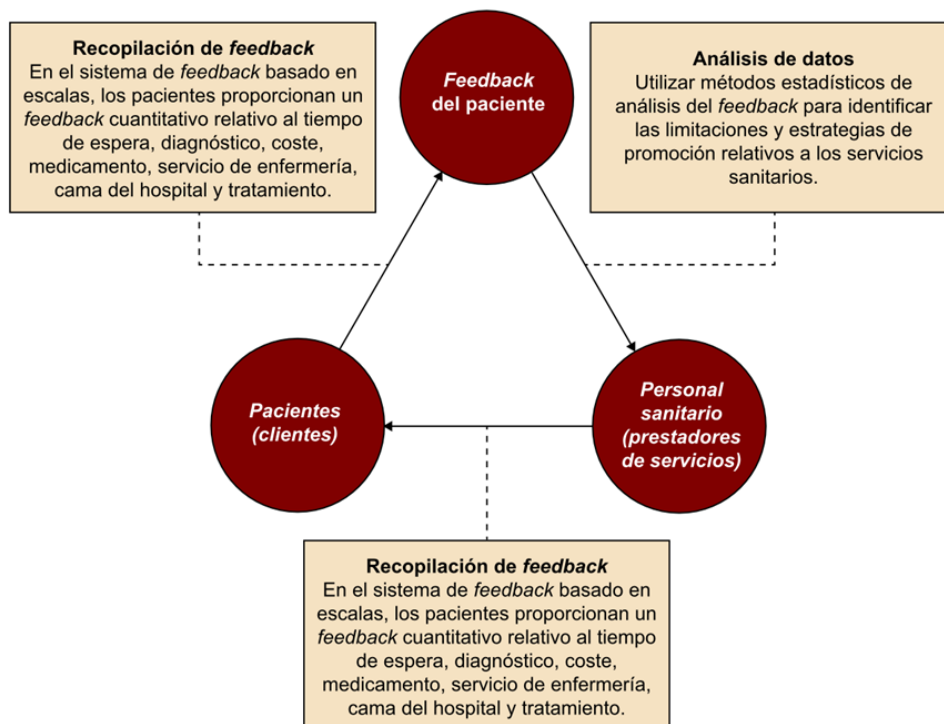 Recopilación de feedback
En el sistema de feedback basado en
escalas, los pacientes proporcionan un
feedback cuantitativo relativo al tiempo
de espera, diagnóstico, coste,
medicamento, servicio de enfermería,
cama del hospital y tratamiento.
Feedback
del paciente
Análisis de datos
Utilizar métodos estadísticos de
análisis del feedback para identificar
las limitaciones y estrategias de
promoción relativos a los servicios
sanitarios.
Pacientes
(clientes)
Personal
sanitario
(prestadores
de servicios)
Recopilación de feedback
En el sistema de feedback basado en
escalas, los pacientes proporcionan un
feedback cuantitativo relativo al tiempo
de espera, diagnóstico, coste,
medicamento, servicio de enfermería,
cama del hospital y tratamiento.